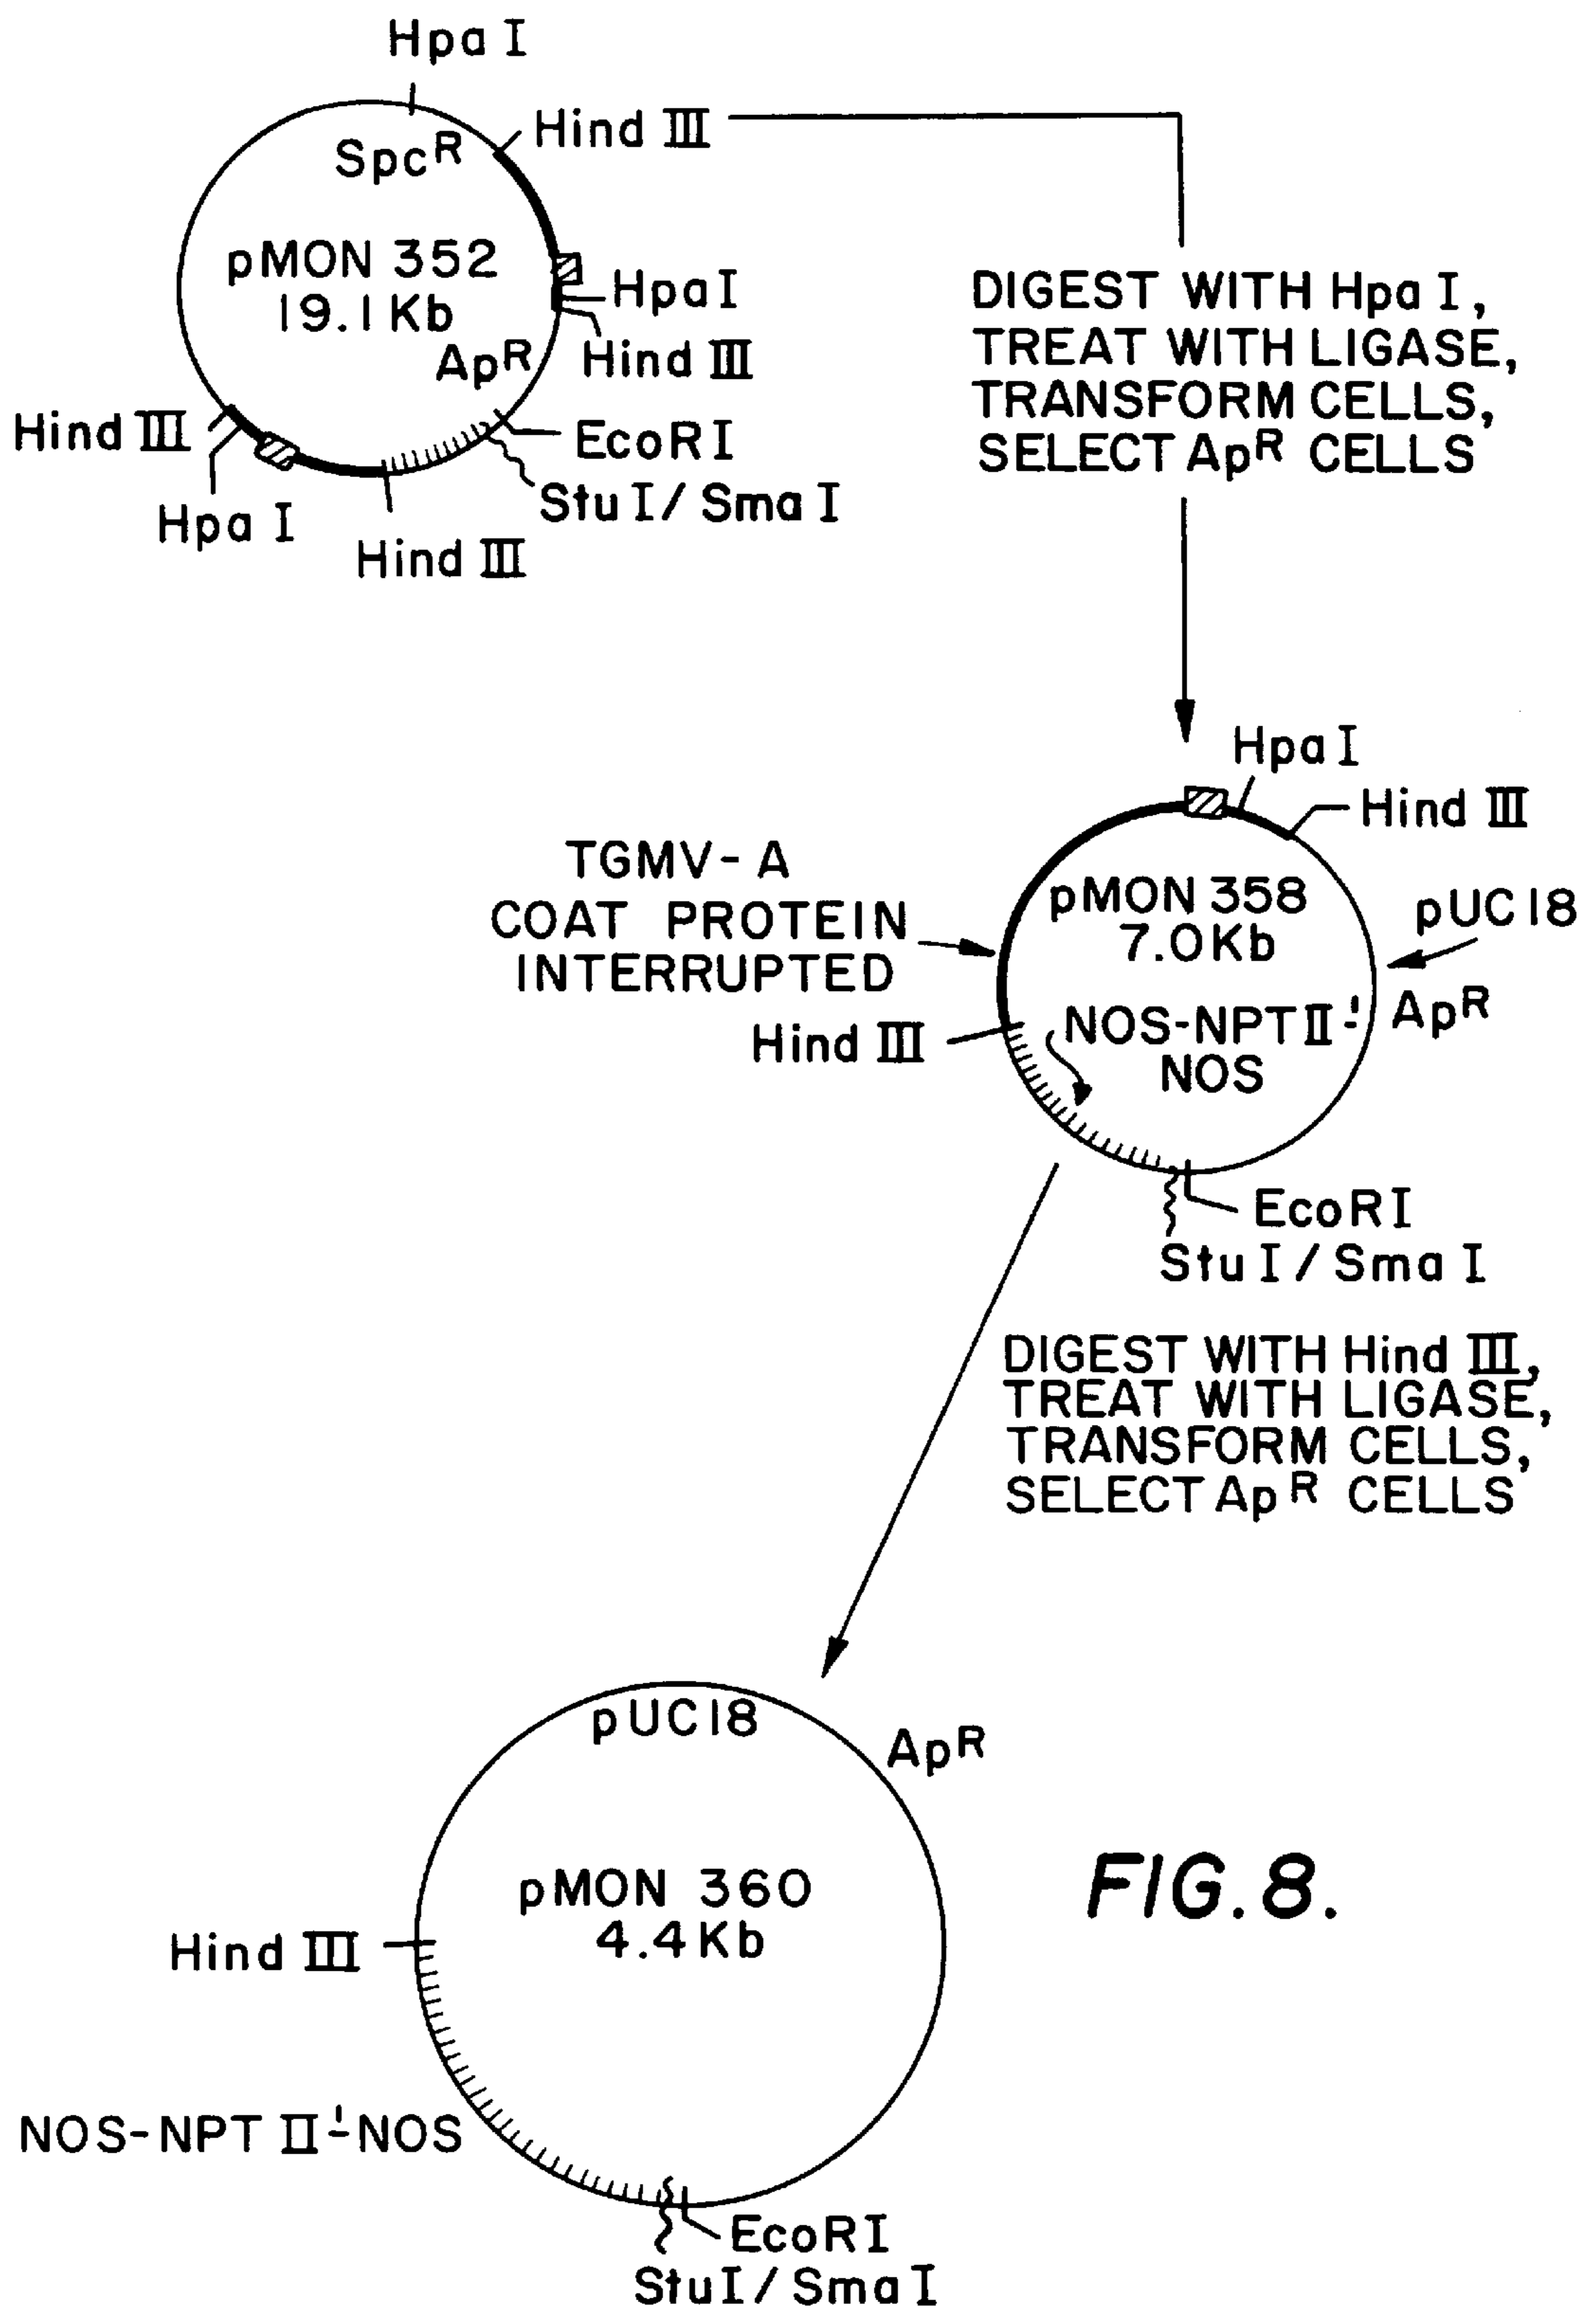 Hpa I
Hind III
Spc R
pMON 352
19.1 Kb
Hpa I
Hind III
Ap R
EcoR I
Stu I / Sma I
Hind III
Hpa I
Hind III
DIGEST WITH Hpa I,
TREAT WITH LIGASE,
TRANSFORM CELLS,
SELECT Ap R CELLS
Hpa I
Hind III
TGMV-A
COAT PROTEIN
INTERRUPTED
pMON 358
7.0 Kb
pUC18
Ap R
NOS-NPT II'-
NOS
Hind III
EcoR I
Stu I / Sma I
DIGEST WITH Hind III,
TREAT WITH LIGASE,
TRANSFORM CELLS,
SELECT Ap R CELLS
pUC18
Ap R
pMON 360
4.4 Kb
Hind III
NOS-NPT II'-NOS
EcoR I
Stu I / Sma I
FIG. 8.